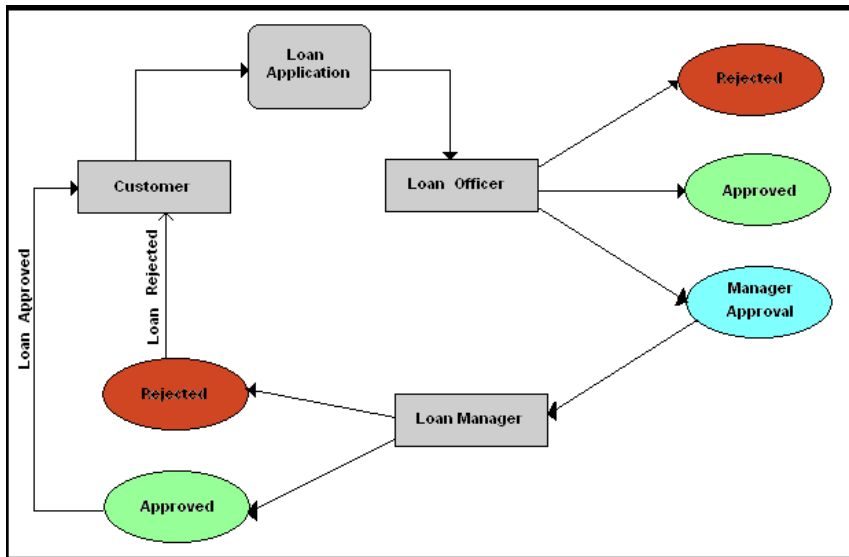 Loan
Application
Rejected
Customer
Loan Officer
Approved
Loan Approved
Loan Rejected
Manager
Approval
Rejected
Loan Manager
Approved